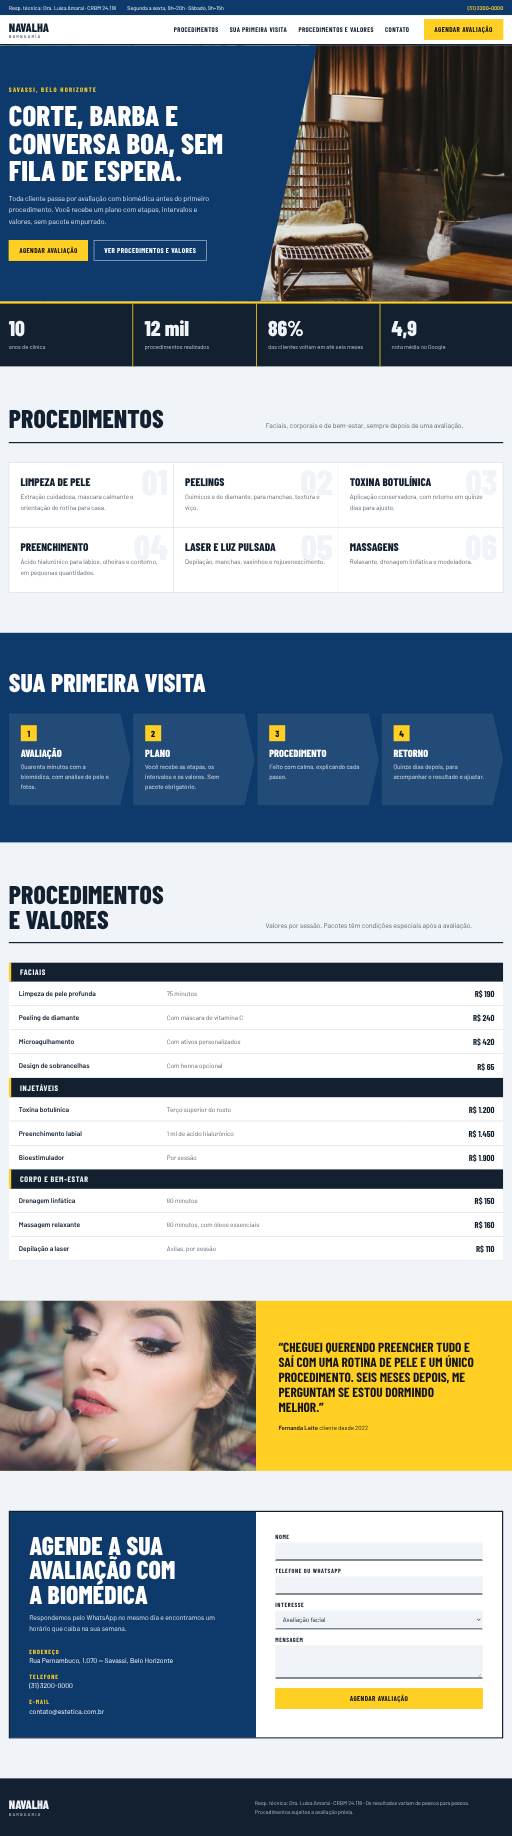 Resp. técnica: Dra. Luísa Amaral · CRBM 24.118 Segunda a sexta, 9h–20h · Sábado, 9h–15h (31) 3200-0000
NAVALHA
BARBEARIA
PROCEDIMENTOS SUA PRIMEIRA VISITA PROCEDIMENTOS E VALORES CONTATO AGENDAR AVALIAÇÃO
SAVASSI, BELO HORIZONTE
CORTE, BARBA E
CONVERSA BOA, SEM
FILA DE ESPERA.
Toda cliente passa por avaliação com biomédica antes do primeiro
procedimento. Você recebe um plano com etapas, intervalos e
valores, sem pacote empurrado.
AGENDAR AVALIAÇÃO VER PROCEDIMENTOS E VALORES
10 12 mil 86% 4,9
anos de clínica procedimentos realizados das clientes voltam em até seis meses nota média no Google
PROCEDIMENTOS
Faciais, corporais e de bem-estar, sempre depois de uma avaliação.
01
LIMPEZA DE PELE
Extração cuidadosa, máscara calmante e
orientação de rotina para casa.
02
PEELINGS
Químicos e de diamante, para manchas, textura e
viço.
03
TOXINA BOTULÍNICA
Aplicação conservadora, com retorno em quinze
dias para ajuste.
04
PREENCHIMENTO
Ácido hialurônico para lábios, olheiras e contorno,
em pequenas quantidades.
05
LASER E LUZ PULSADA
Depilação, manchas, vasinhos e rejuvenescimento.
06
MASSAGENS
Relaxante, drenagem linfática e modeladora.
SUA PRIMEIRA VISITA
1
AVALIAÇÃO
Quarenta minutos com a
biomédica, com análise de pele e
fotos.
2
PLANO
Você recebe as etapas, os
intervalos e os valores. Sem
pacote obrigatório.
3
PROCEDIMENTO
Feito com calma, explicando cada
passo.
4
RETORNO
Quinze dias depois, para
acompanhar o resultado e ajustar.
PROCEDIMENTOS
E VALORES
Valores por sessão. Pacotes têm condições especiais após a avaliação.
FACIAIS
Limpeza de pele profunda 75 minutos R$ 190
Peeling de diamante Com máscara de vitamina C R$ 240
Microagulhamento Com ativos personalizados R$ 420
Design de sobrancelhas Com henna opcional R$ 65
INJETÁVEIS
Toxina botulínica Terço superior do rosto R$ 1.200
Preenchimento labial 1 ml de ácido hialurônico R$ 1.450
Bioestimulador Por sessão R$ 1.900
CORPO E BEM-ESTAR
Drenagem linfática 60 minutos R$ 150
Massagem relaxante 60 minutos, com óleos essenciais R$ 160
Depilação a laser Axilas, por sessão R$ 110
“CHEGUEI QUERENDO PREENCHER TUDO E
SAÍ COM UMA ROTINA DE PELE E UM ÚNICO
PROCEDIMENTO. SEIS MESES DEPOIS, ME
PERGUNTAM SE ESTOU DORMINDO
MELHOR.”
Fernanda Leite cliente desde 2022
AGENDE A SUA
AVALIAÇÃO COM
A BIOMÉDICA
Respondemos pelo WhatsApp no mesmo dia e encontramos um
horário que caiba na sua semana.
ENDEREÇO
Rua Pernambuco, 1.070 — Savassi, Belo Horizonte
TELEFONE
(31) 3200-0000
E-MAIL
contato@estetica.com.br
NOME
TELEFONE OU WHATSAPP
INTERESSE
Avaliação facial
MENSAGEM
AGENDAR AVALIAÇÃO
NAVALHA
BARBEARIA
Resp. técnica: Dra. Luísa Amaral · CRBM 24.118 · Os resultados variam de pessoa para pessoa.
Procedimentos sujeitos a avaliação prévia.